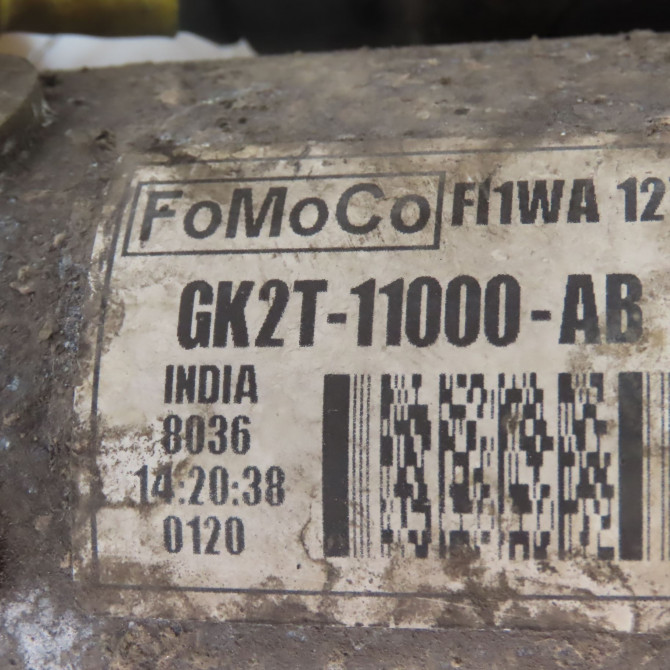 FoMoCo FI1WA 12
GK2T-11000-AB
INDIA
8036
14:20:38
0120